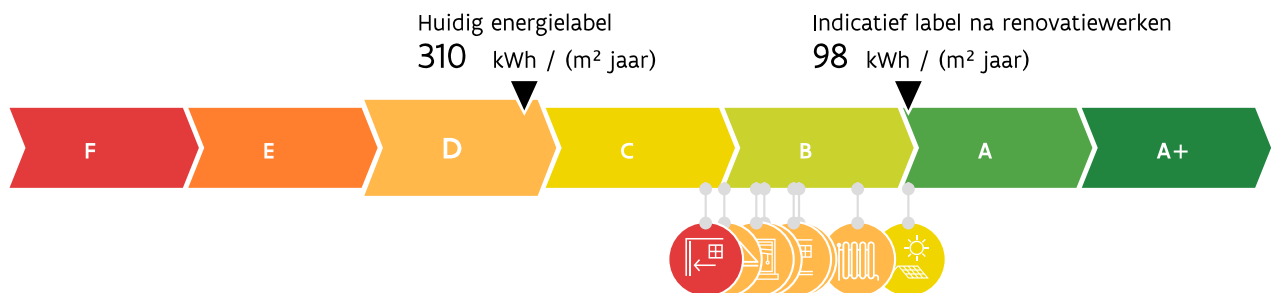 Huidig energielabel
310 kWh / (m² jaar)
Indicatief label na renovatiewerken
98 kWh / (m² jaar)
F E D C B A A+